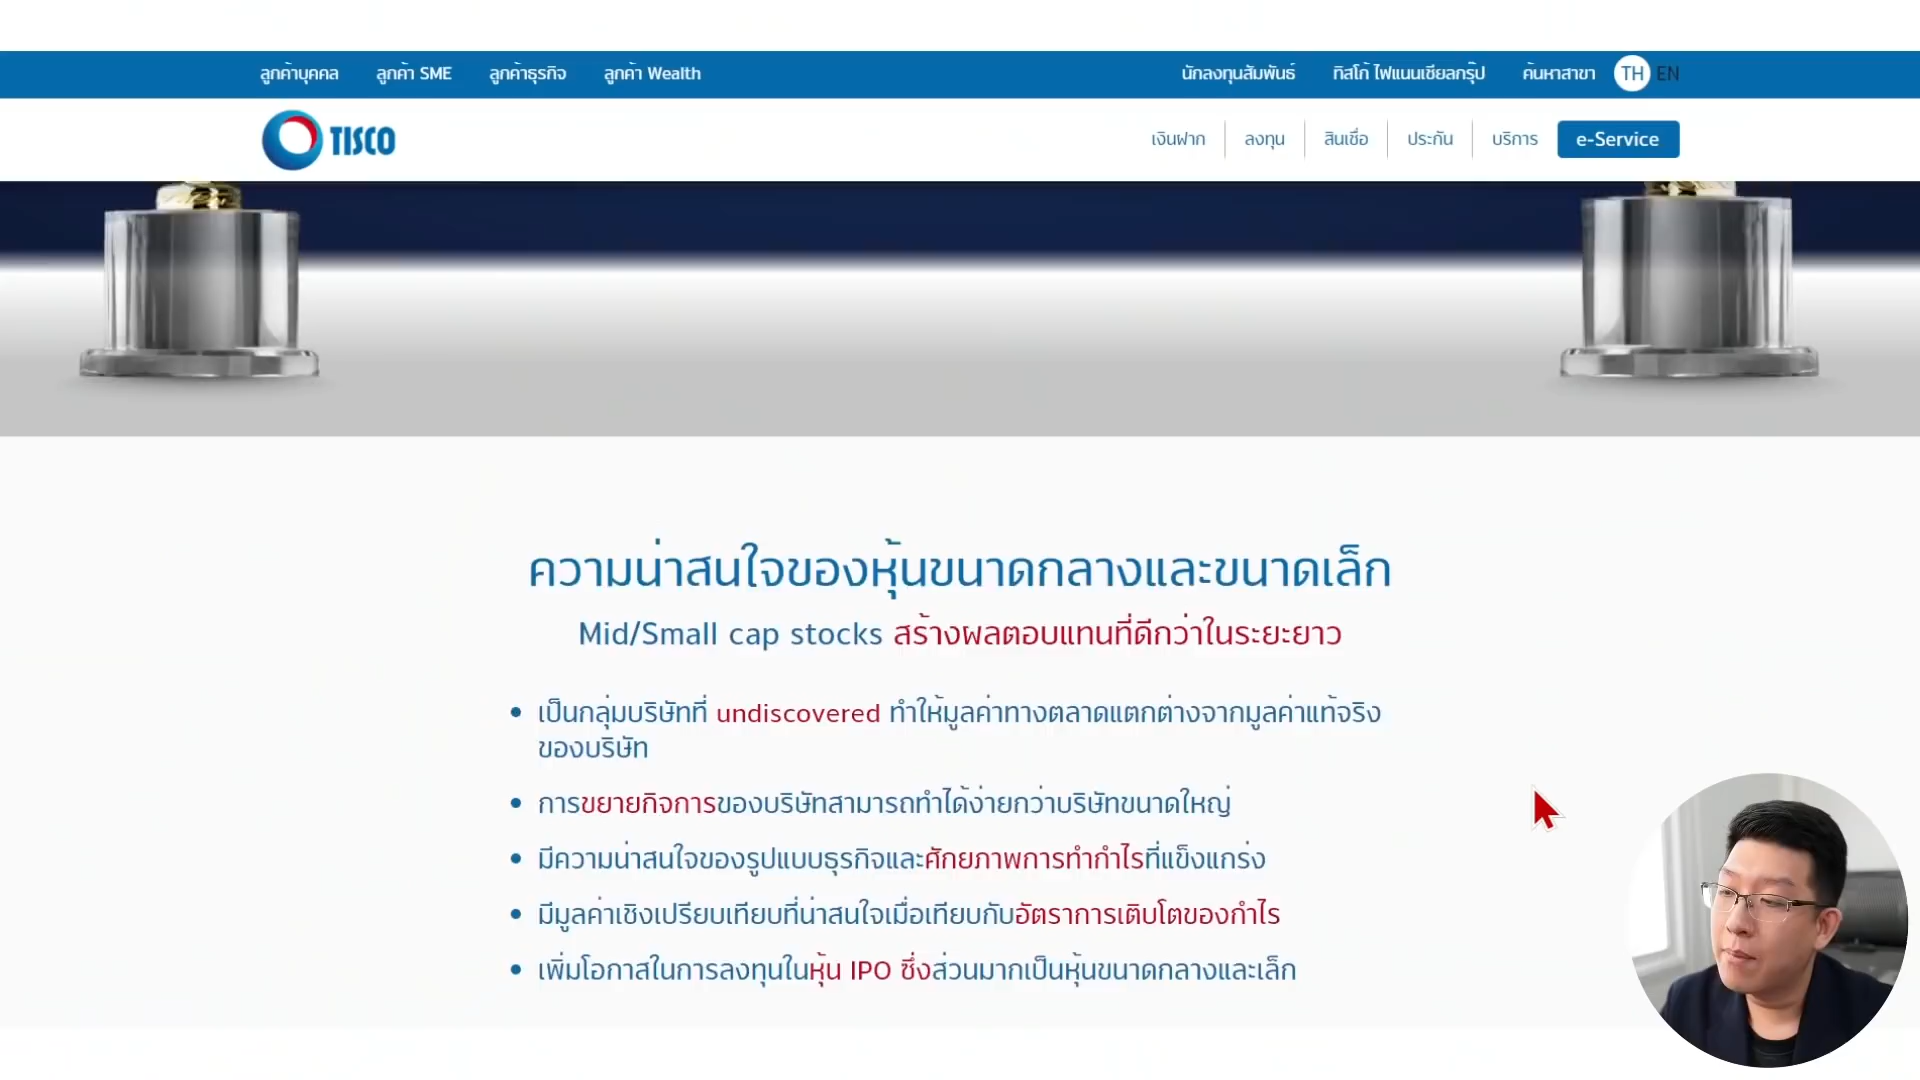 ลูกค้าบุคคล ลูกค้า SME ลูกค้าธุรกิจ ลูกค้า Wealth นักลงทุนสัมพันธ์ ทิสโก้ ไฟแนนเชียลกรุ๊ป ค้นหาสาขา TH EN
TISCO เงินฝาก ลงทุน สินเชื่อ ประกัน บริการ e-Service
ความน่าสนใจของหุ้นขนาดกลางและขนาดเล็ก
Mid/Small cap stocks สร้างผลตอบแทนที่ดีกว่าในระยะยาว
• เป็นกลุ่มบริษัทที่ undiscovered ทำให้มูลค่าทางตลาดแตกต่างจากมูลค่าแท้จริง
ของบริษัท
• การขยายกิจการของบริษัทสามารถทำได้ง่ายกว่าบริษัทขนาดใหญ่
• มีความน่าสนใจของรูปแบบธุรกิจและศักยภาพการทำกำไรที่แข็งแกร่ง
• มีมูลค่าเชิงเปรียบเทียบที่น่าสนใจเมื่อเทียบกับอัตราการเติบโตของกำไร
• เพิ่มโอกาสในการลงทุนในหุ้น IPO ซึ่งส่วนมากเป็นหุ้นขนาดกลางและเล็ก